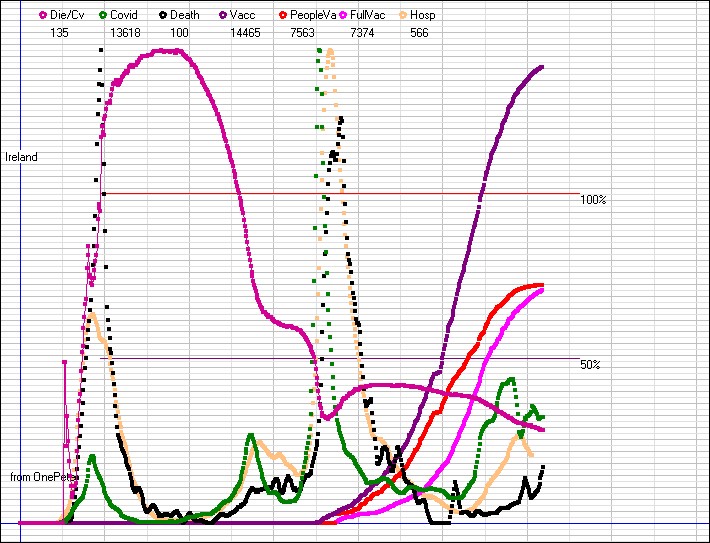 Die/Cv Covid Death Vacc PeopleVa FullVac Hosp
135 13618 100 14465 7563 7374 566
Ireland
100%
50%
from OnePet